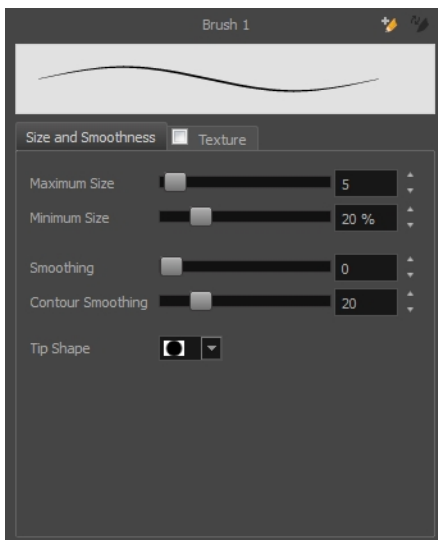 Brush 1
Size and Smoothness Texture
Maximum Size 5
Minimum Size 20 %
Smoothing 0
Contour Smoothing 20
Tip Shape